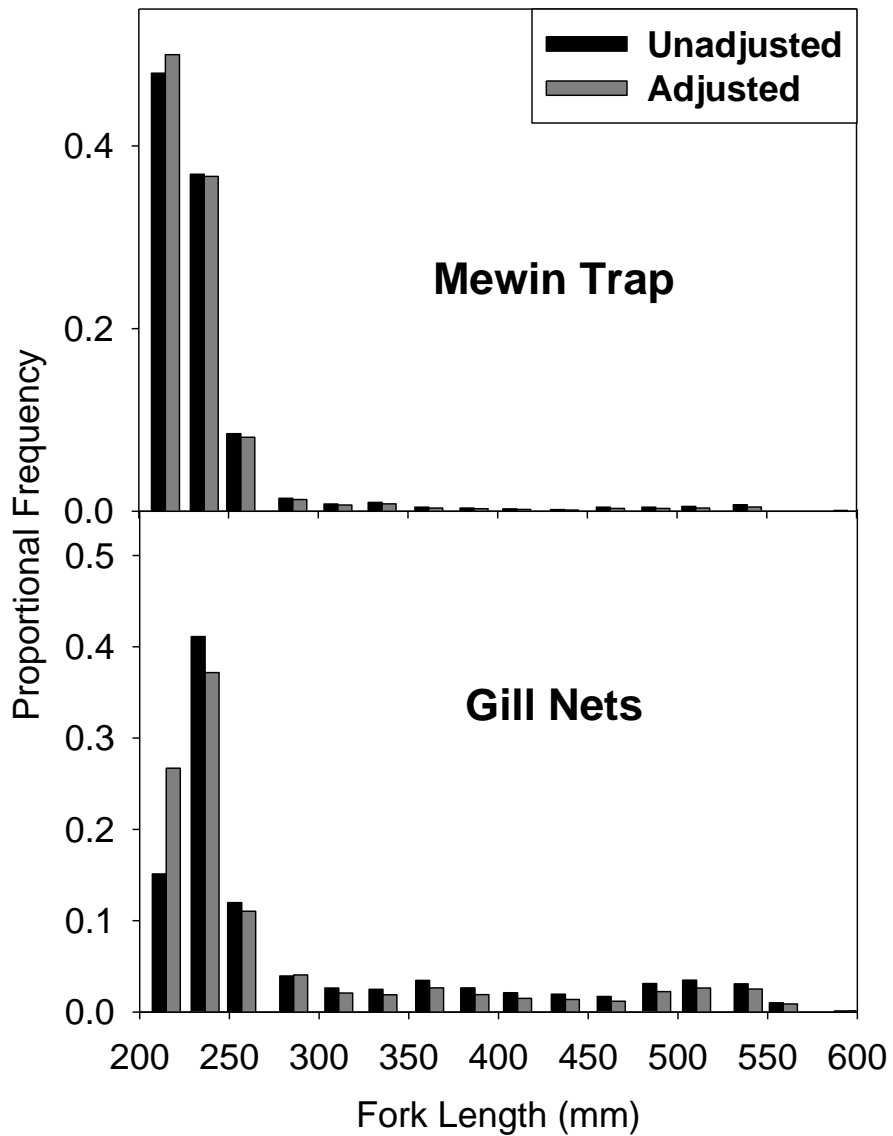 Unadjusted
Adjusted
0.4
Mewin Trap
0.2
0.0
Proportional Frequency
0.5
0.4
Gill Nets
0.3
0.2
0.1
0.0
200 250 300 350 400 450 500 550 600
Fork Length (mm)